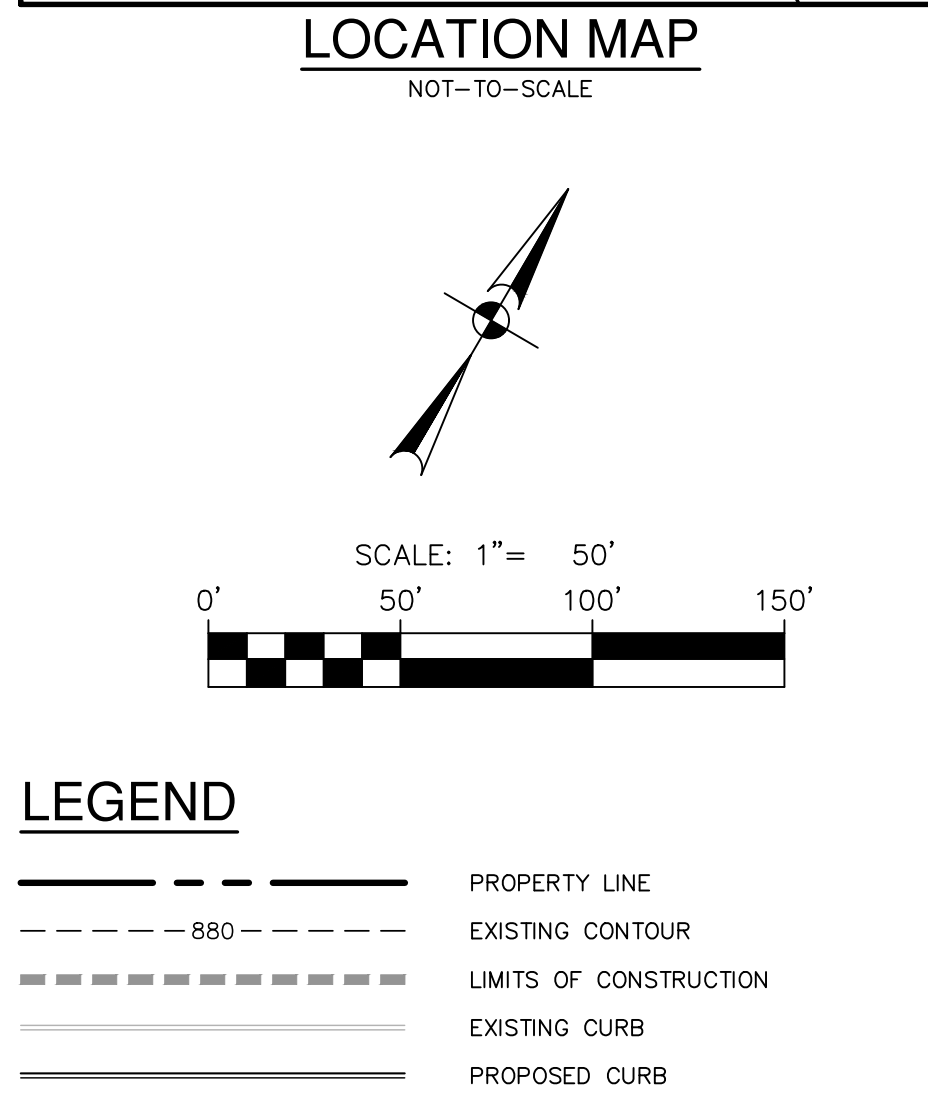 LOCATION MAP
NOT-TO-SCALE
SCALE: 1"= 50'
0' 50' 100' 150'
LEGEND
PROPERTY LINE
880 EXISTING CONTOUR
LIMITS OF CONSTRUCTION
EXISTING CURB
PROPOSED CURB